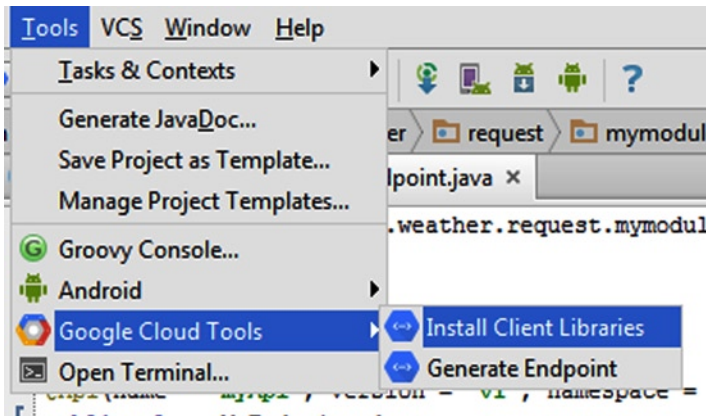 Tools VCS Window Help
Tasks & Contexts
?
Generate JavaDoc...
er request mymodul
Save Project as Template...
lpoint.java ×
Manage Project Templates...
.weather.request.mymodul
G Groovy Console...
Android
Google Cloud Tools
Install Client Libraries
Open Terminal...
Generate Endpoint